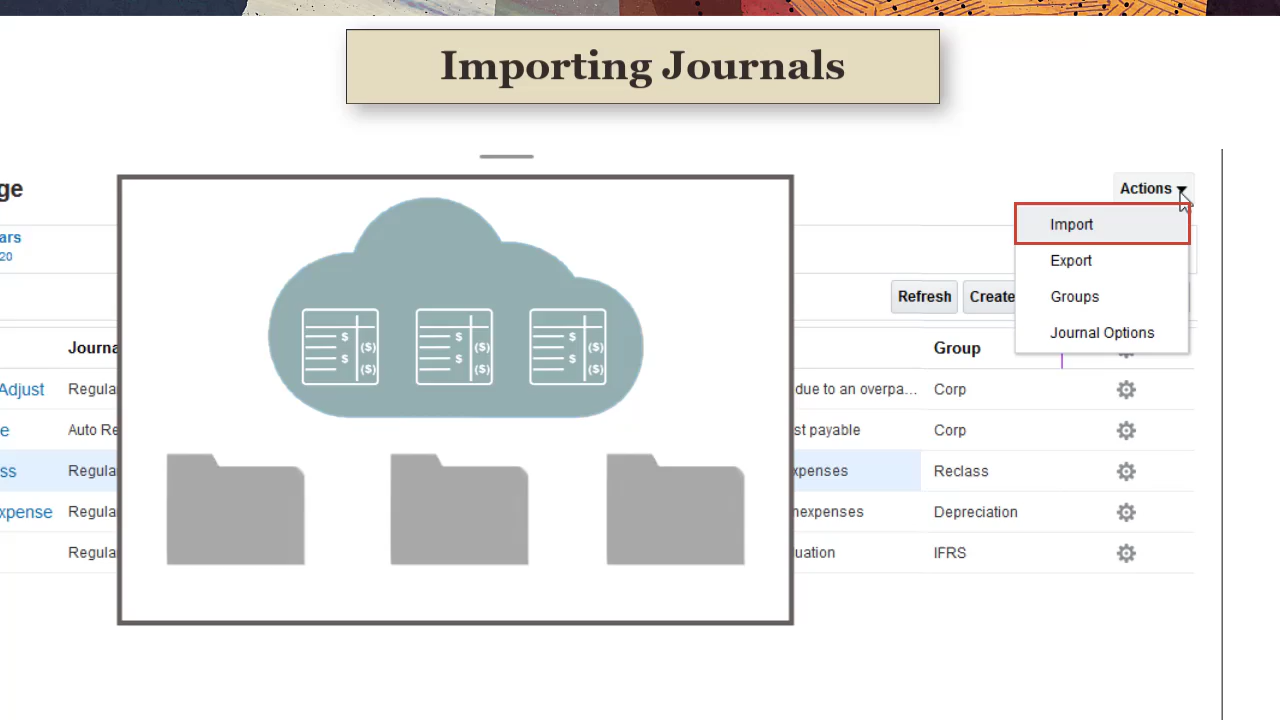 Importing Journals
ge
Actions
ars
20
Import
Export
Groups
Journal Options
Refresh
Create
Journa
Group
Adjust
Regula
due to an overpa...
Corp
e
Auto Re
st payable
Corp
ss
Regula
xpenses
Reclass
xpense
Regula
nexpenses
Depreciation
Regula
uation
IFRS
$ ($) $ ($)
$ ($) $ ($)
$ ($) $ ($)